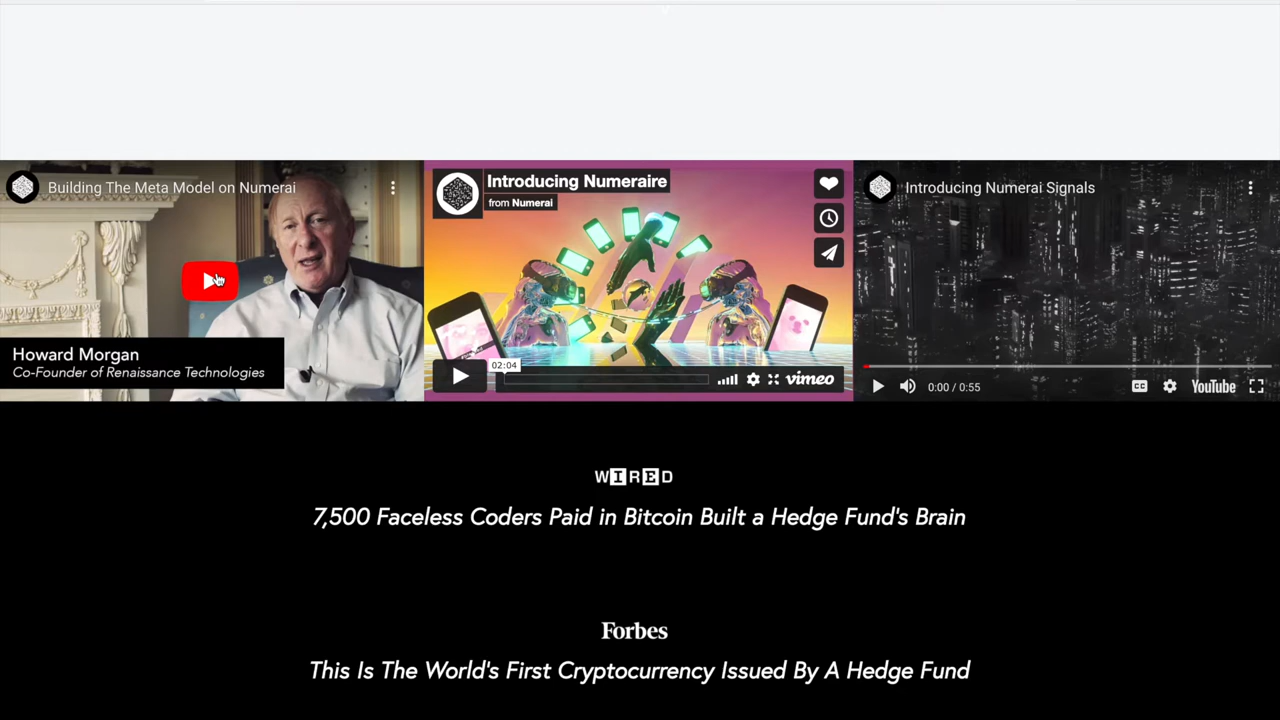 Building The Meta Model on Numerai
Howard Morgan
Co-Founder of Renaissance Technologies
Introducing Numeraire
from Numerai
02:04
vimeo
Introducing Numerai Signals
0:00 / 0:55
CC
YouTube
WIRED
7,500 Faceless Coders Paid in Bitcoin Built a Hedge Fund's Brain
Forbes
This Is The World's First Cryptocurrency Issued By A Hedge Fund